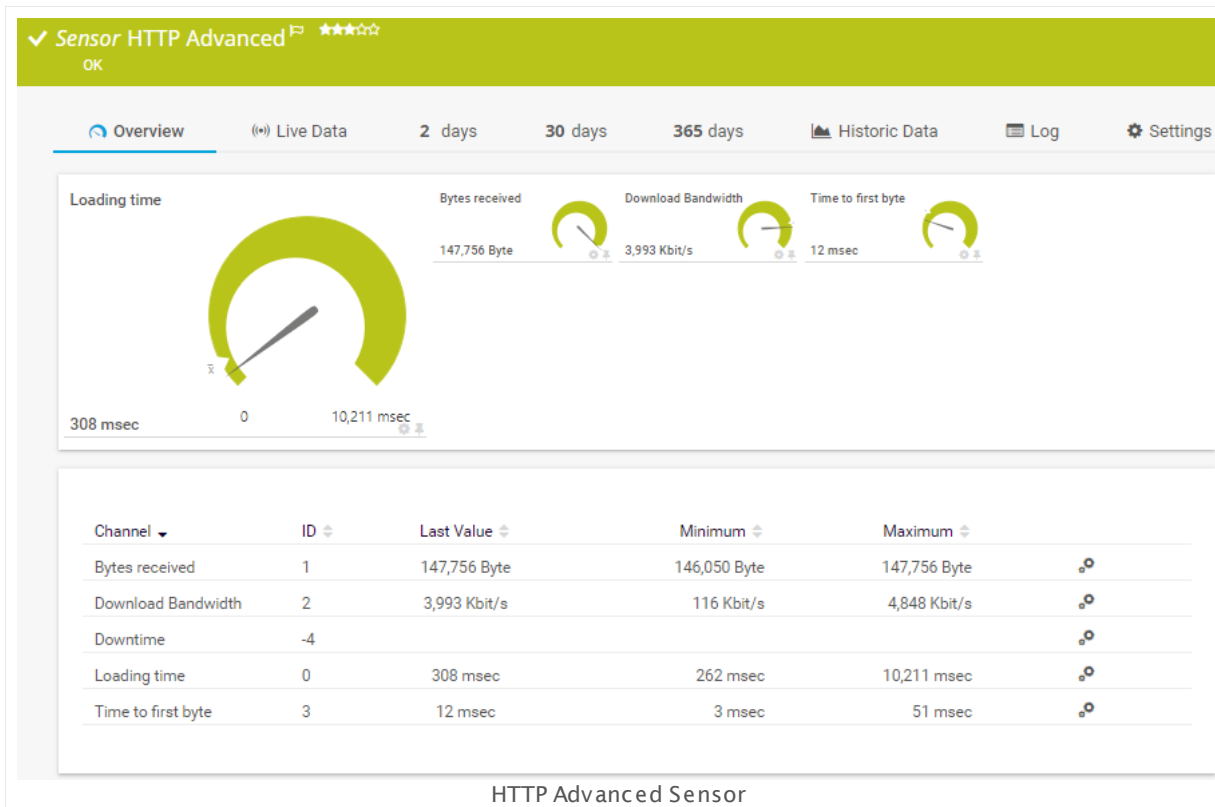 Sensor HTTP Advanced
OK
Overview Live Data 2 days 30 days 365 days Historic Data Log Settings
Loading time
Bytes received
Download Bandwidth
Time to first byte
147,756 Byte
3,993 Kbit/s
12 msec
x̄
308 msec
0
10,211 msec
Channel ID Last Value Minimum Maximum
Bytes received 1 147,756 Byte 146,050 Byte 147,756 Byte
Download Bandwidth 2 3,993 Kbit/s 116 Kbit/s 4,848 Kbit/s
Downtime -4
Loading time 0 308 msec 262 msec 10,211 msec
Time to first byte 3 12 msec 3 msec 51 msec
HTTP Advanced Sensor